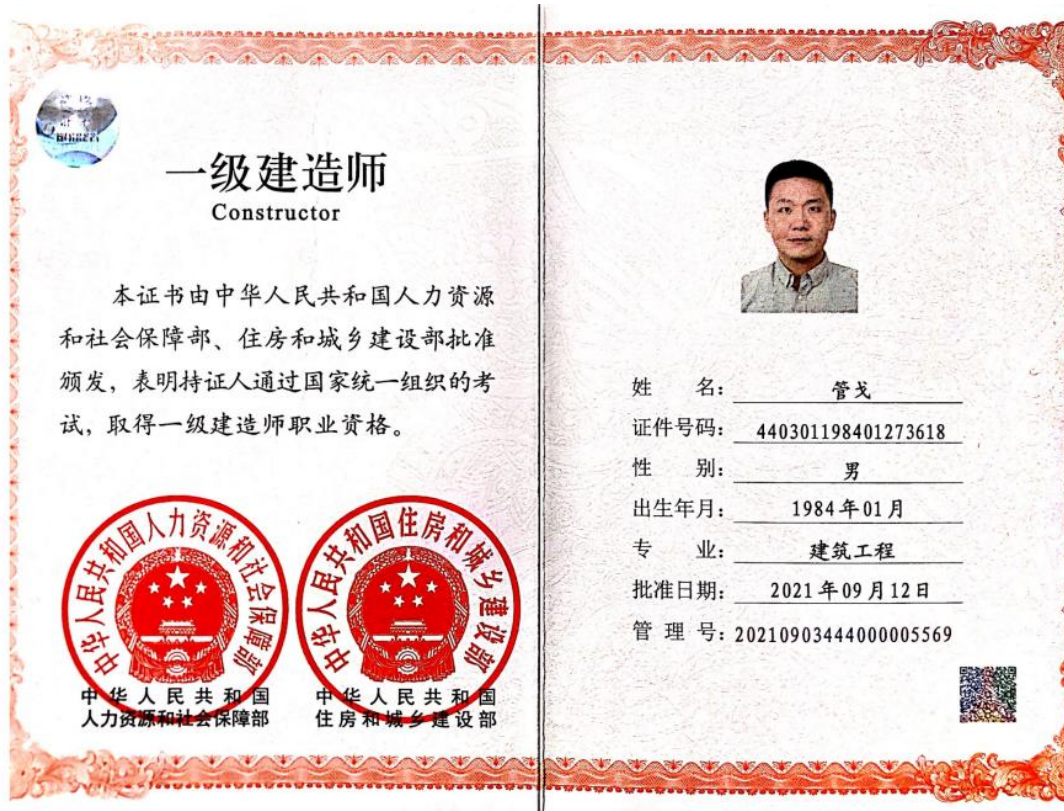 一级建造师
Constructor
本证书由中华人民共和国人力资源
和社会保障部、住房和城乡建设部批准
颁发，表明持证人通过国家统一组织的考
试，取得一级建造师职业资格。
中华人民共和国人力资源和社会保障部
中华人民共和国住房和城乡建设部
中华人民共和国
人力资源和社会保障部
中华人民共和国
住房和城乡建设部
姓 名： 管戈
证件号码： 440301198401273618
性 别： 男
出生年月： 1984年01月
专 业： 建筑工程
批准日期： 2021年09月12日
管 理 号： 20210903444000005569